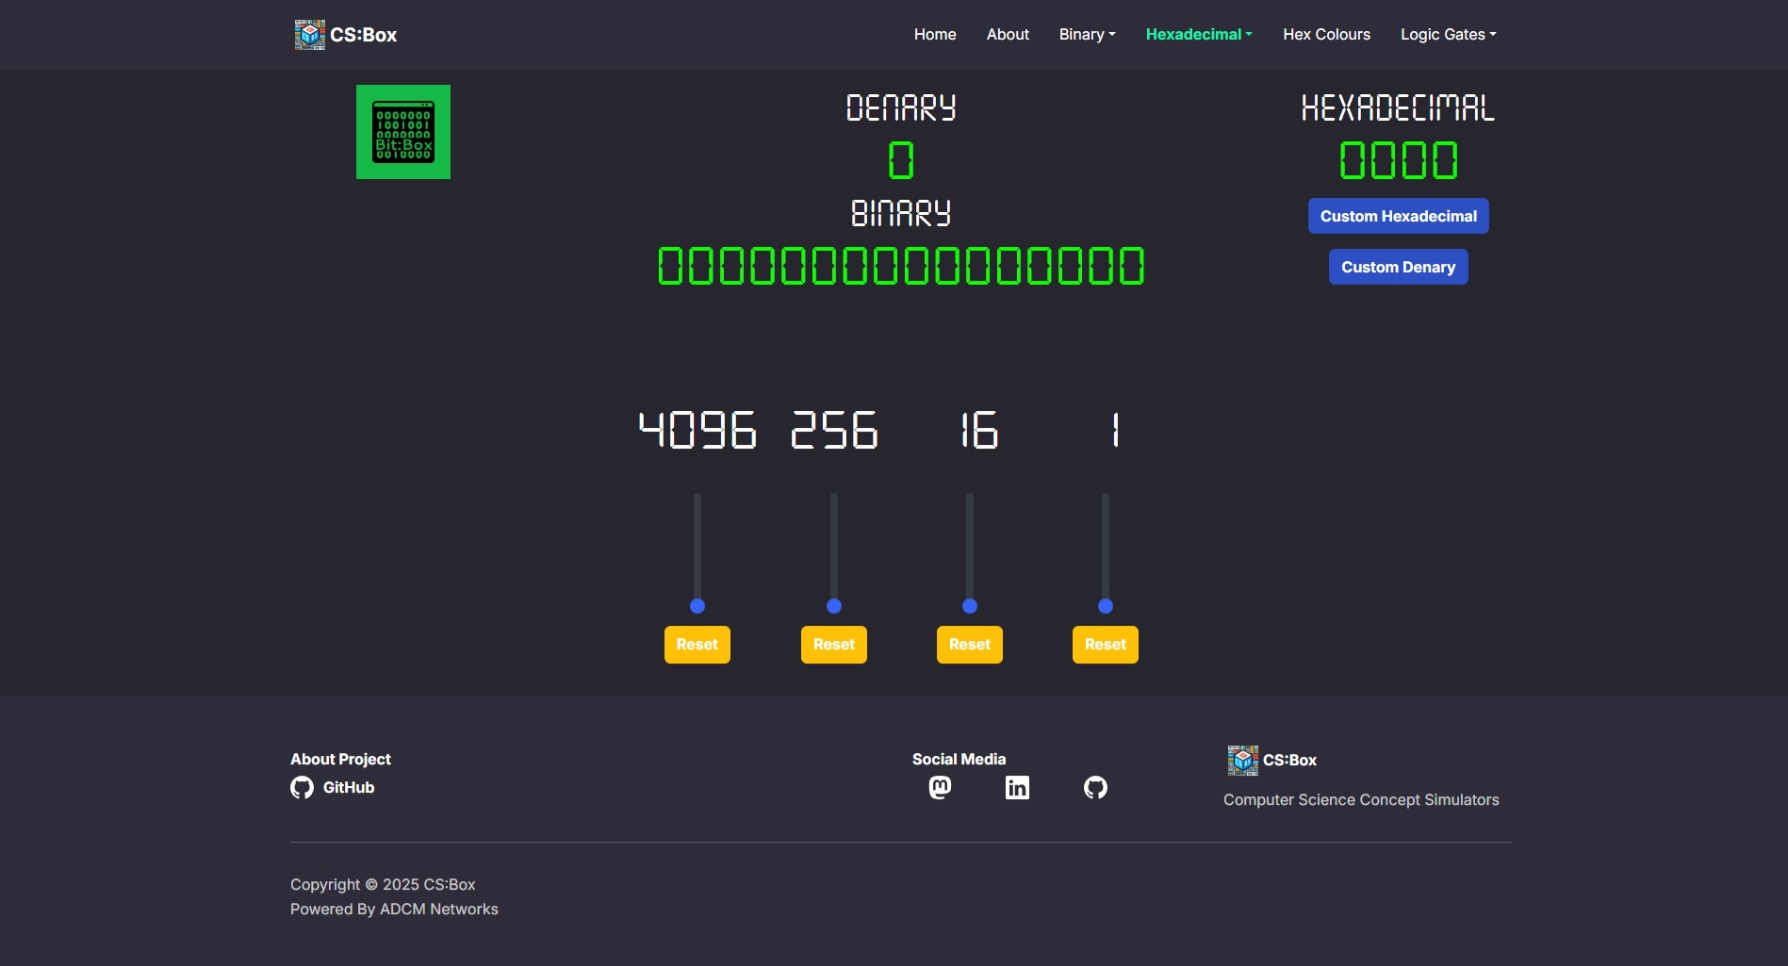 CS:Box
Home About Binary Hexadecimal Hex Colours Logic Gates
0000000
1001001
0000000
Bit:Box
0010000
DENARY
0
BINARY
0000000000000000
HEXADECIMAL
0000
Custom Hexadecimal
Custom Denary
4096 256 16 1
Reset Reset Reset Reset
About Project
GitHub
Social Media
CS:Box
Computer Science Concept Simulators
Copyright © 2025 CS:Box
Powered By ADCM Networks